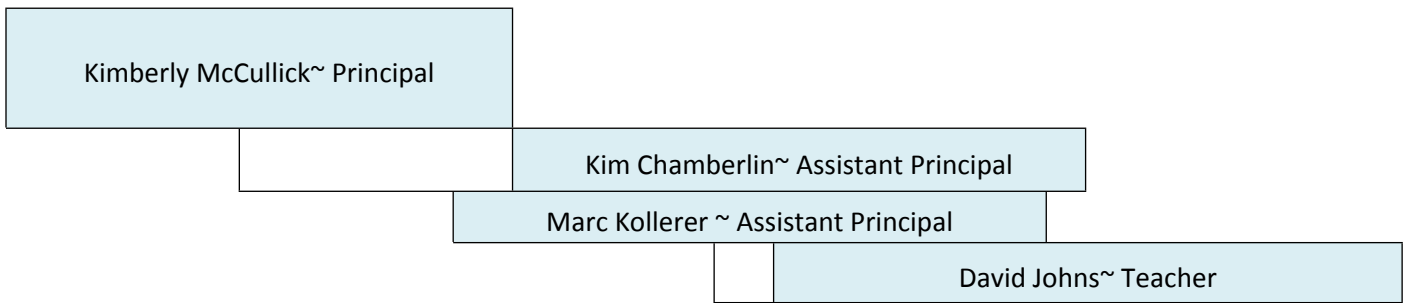 Kimberly McCullick~ Principal
Kim Chamberlin~ Assistant Principal
Marc Kollerer ~ Assistant Principal
David Johns~ Teacher